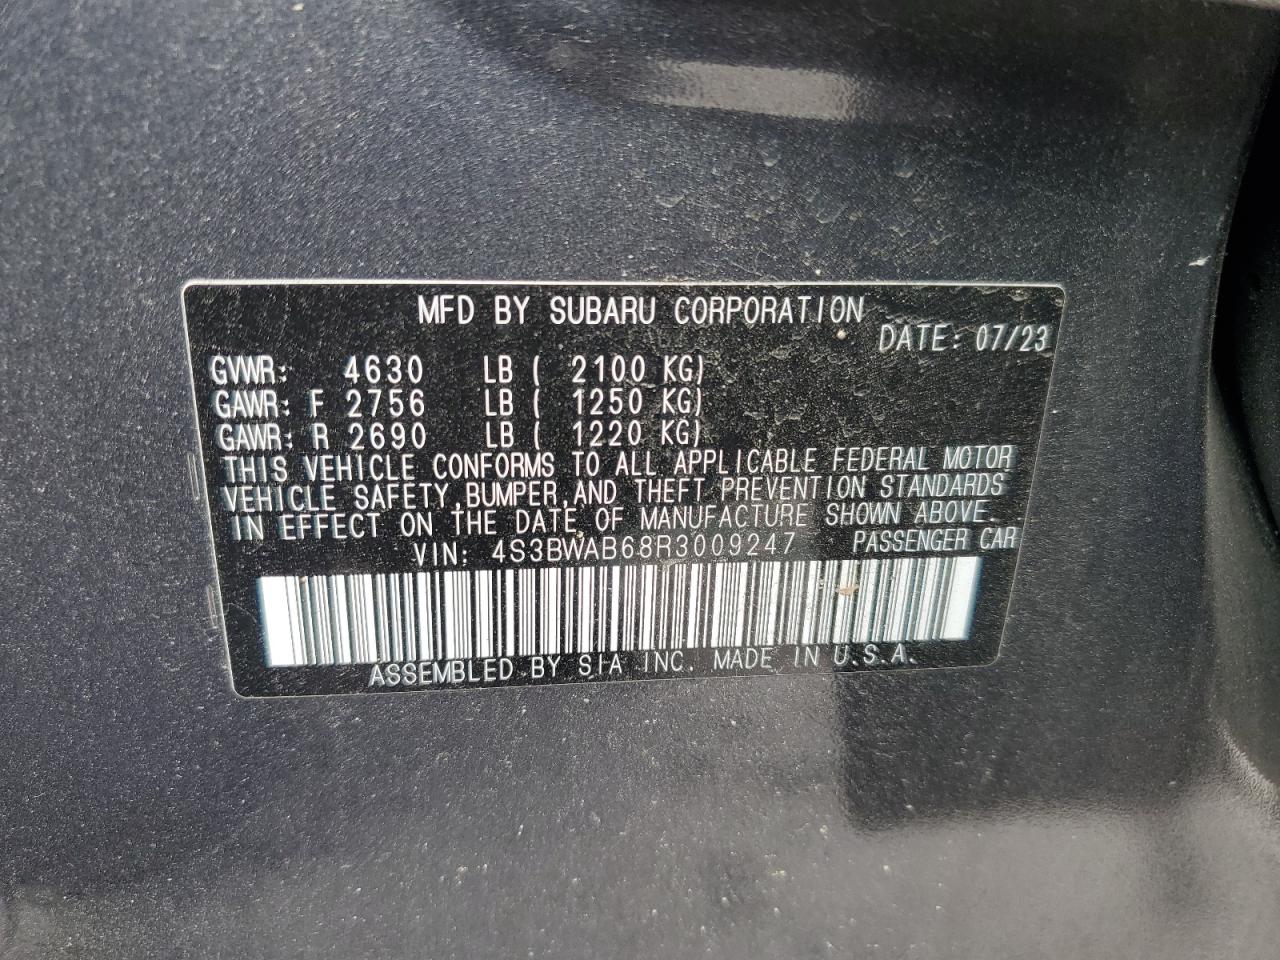 MFD BY SUBARU CORPORATION
DATE: 07/23
GVWR: 4630 LB ( 2100 KG)
GAWR: F 2756 LB ( 1250 KG)
GAWR: R 2690 LB ( 1220 KG)
THIS VEHICLE CONFORMS TO ALL APPLICABLE FEDERAL MOTOR
VEHICLE SAFETY, BUMPER, AND THEFT PREVENTION STANDARDS
IN EFFECT ON THE DATE OF MANUFACTURE SHOWN ABOVE.
VIN: 4S3BWAB68R3009247 PASSENGER CAR
ASSEMBLED BY SIA INC. MADE IN U.S.A.